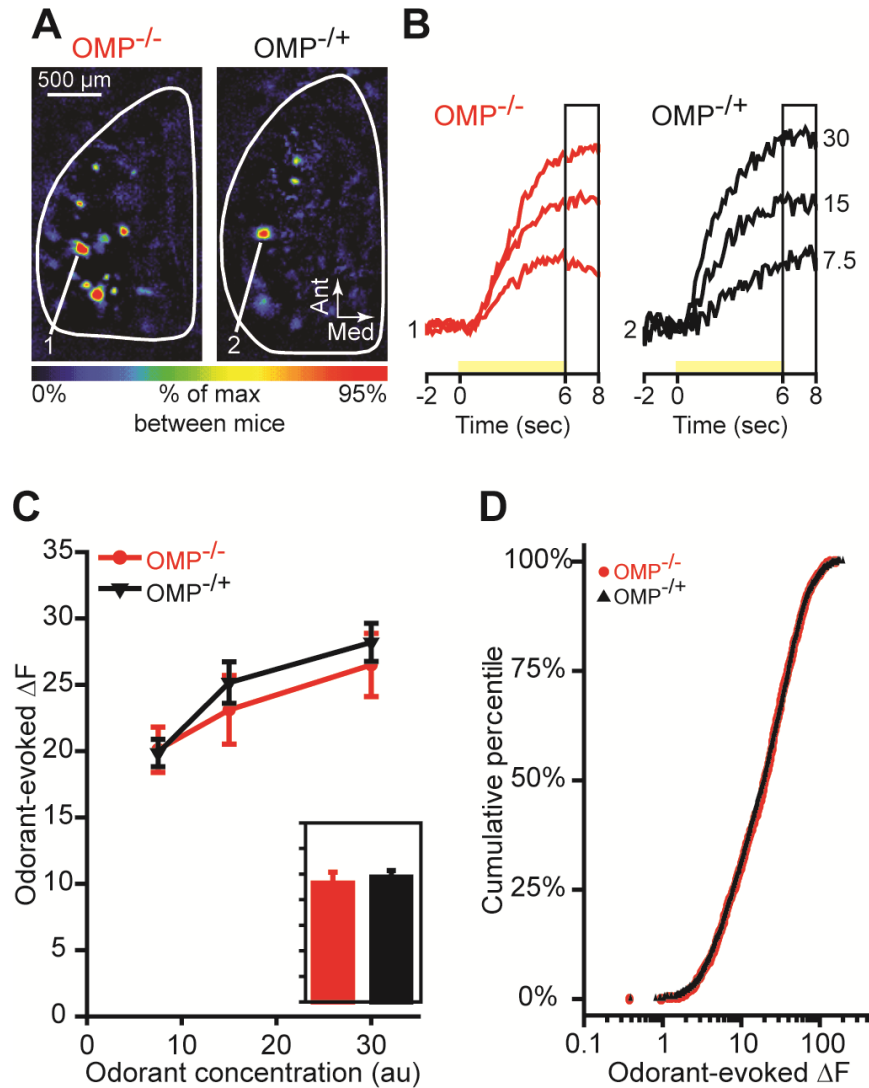 A
OMP-/-
OMP-/+
500 µm
1
2
Ant
Med
0%
% of max
95%
between mice
B
OMP-/-
OMP-/+
30
15
7.5
1
2
-2 0 6 8
-2 0 6 8
Time (sec)
Time (sec)
C
OMP-/-
OMP-/+
Odorant-evoked ΔF
35
30
25
20
15
10
5
0
0 10 20 30
Odorant concentration (au)
D
OMP-/-
OMP-/+
Cumulative percentile
100%
75%
50%
25%
0%
0.1 1 10 100
Odorant-evoked ΔF